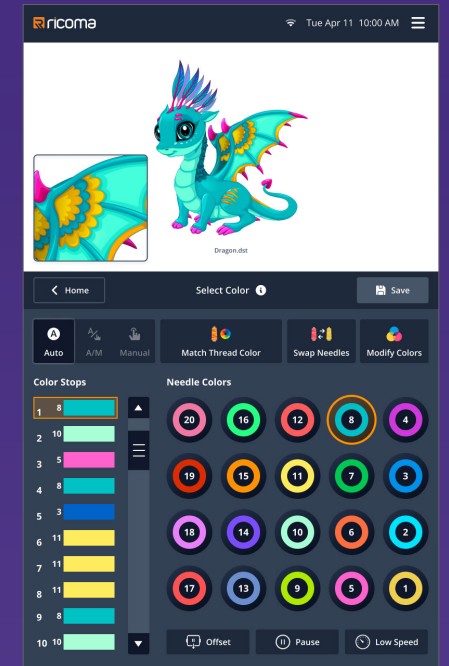 ricoma
Tue Apr 11 10:00 AM
Dragon.dst
Home
Select Color
Save
A
Auto
A/M
Manual
Match Thread Color
Swap Needles
Modify Colors
Color Stops
1 8
2 10
3 5
4 8
5 3
6 11
7 11
8 11
9 8
10 10
Needle Colors
20 16 12 8 4
19 15 11 7 3
18 14 10 6 2
17 13 9 5 1
Offset
Pause
Low Speed